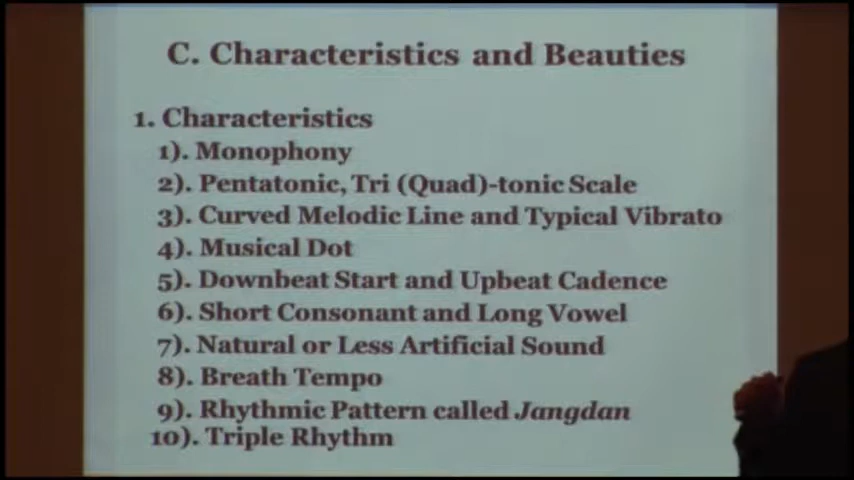 C. Characteristics and Beauties
1. Characteristics
1). Monophony
2). Pentatonic, Tri (Quad)-tonic Scale
3). Curved Melodic Line and Typical Vibrato
4). Musical Dot
5). Downbeat Start and Upbeat Cadence
6). Short Consonant and Long Vowel
7). Natural or Less Artificial Sound
8). Breath Tempo
9). Rhythmic Pattern called Jangdan
10). Triple Rhythm